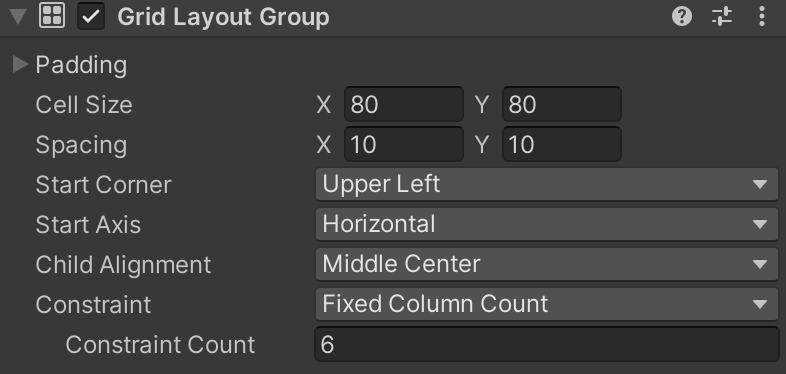 Grid Layout Group
Padding
Cell Size X 80 Y 80
Spacing X 10 Y 10
Start Corner Upper Left
Start Axis Horizontal
Child Alignment Middle Center
Constraint Fixed Column Count
Constraint Count 6